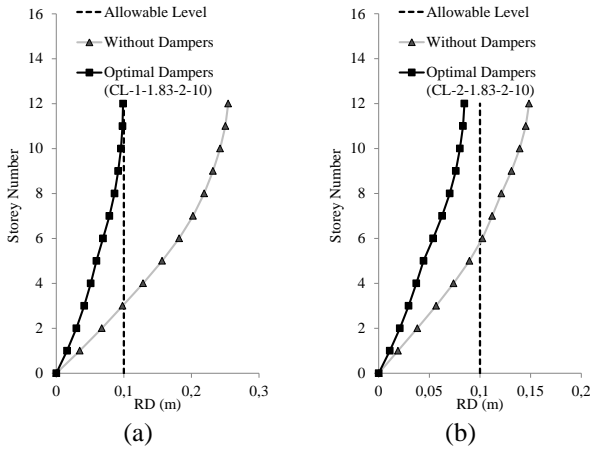 Allowable Level
Without Dampers
Optimal Dampers
(CL-1-1.83-2-10)
16
14
12
10
8
6
4
2
0
Storey Number
0
0,1
0,2
0,3
RD (m)
(a)
Allowable Level
Without Dampers
Optimal Dampers
(CL-2-1.83-2-10)
16
14
12
10
8
6
4
2
0
Storey Number
0
0,05
0,1
0,15
0,2
RD (m)
(b)